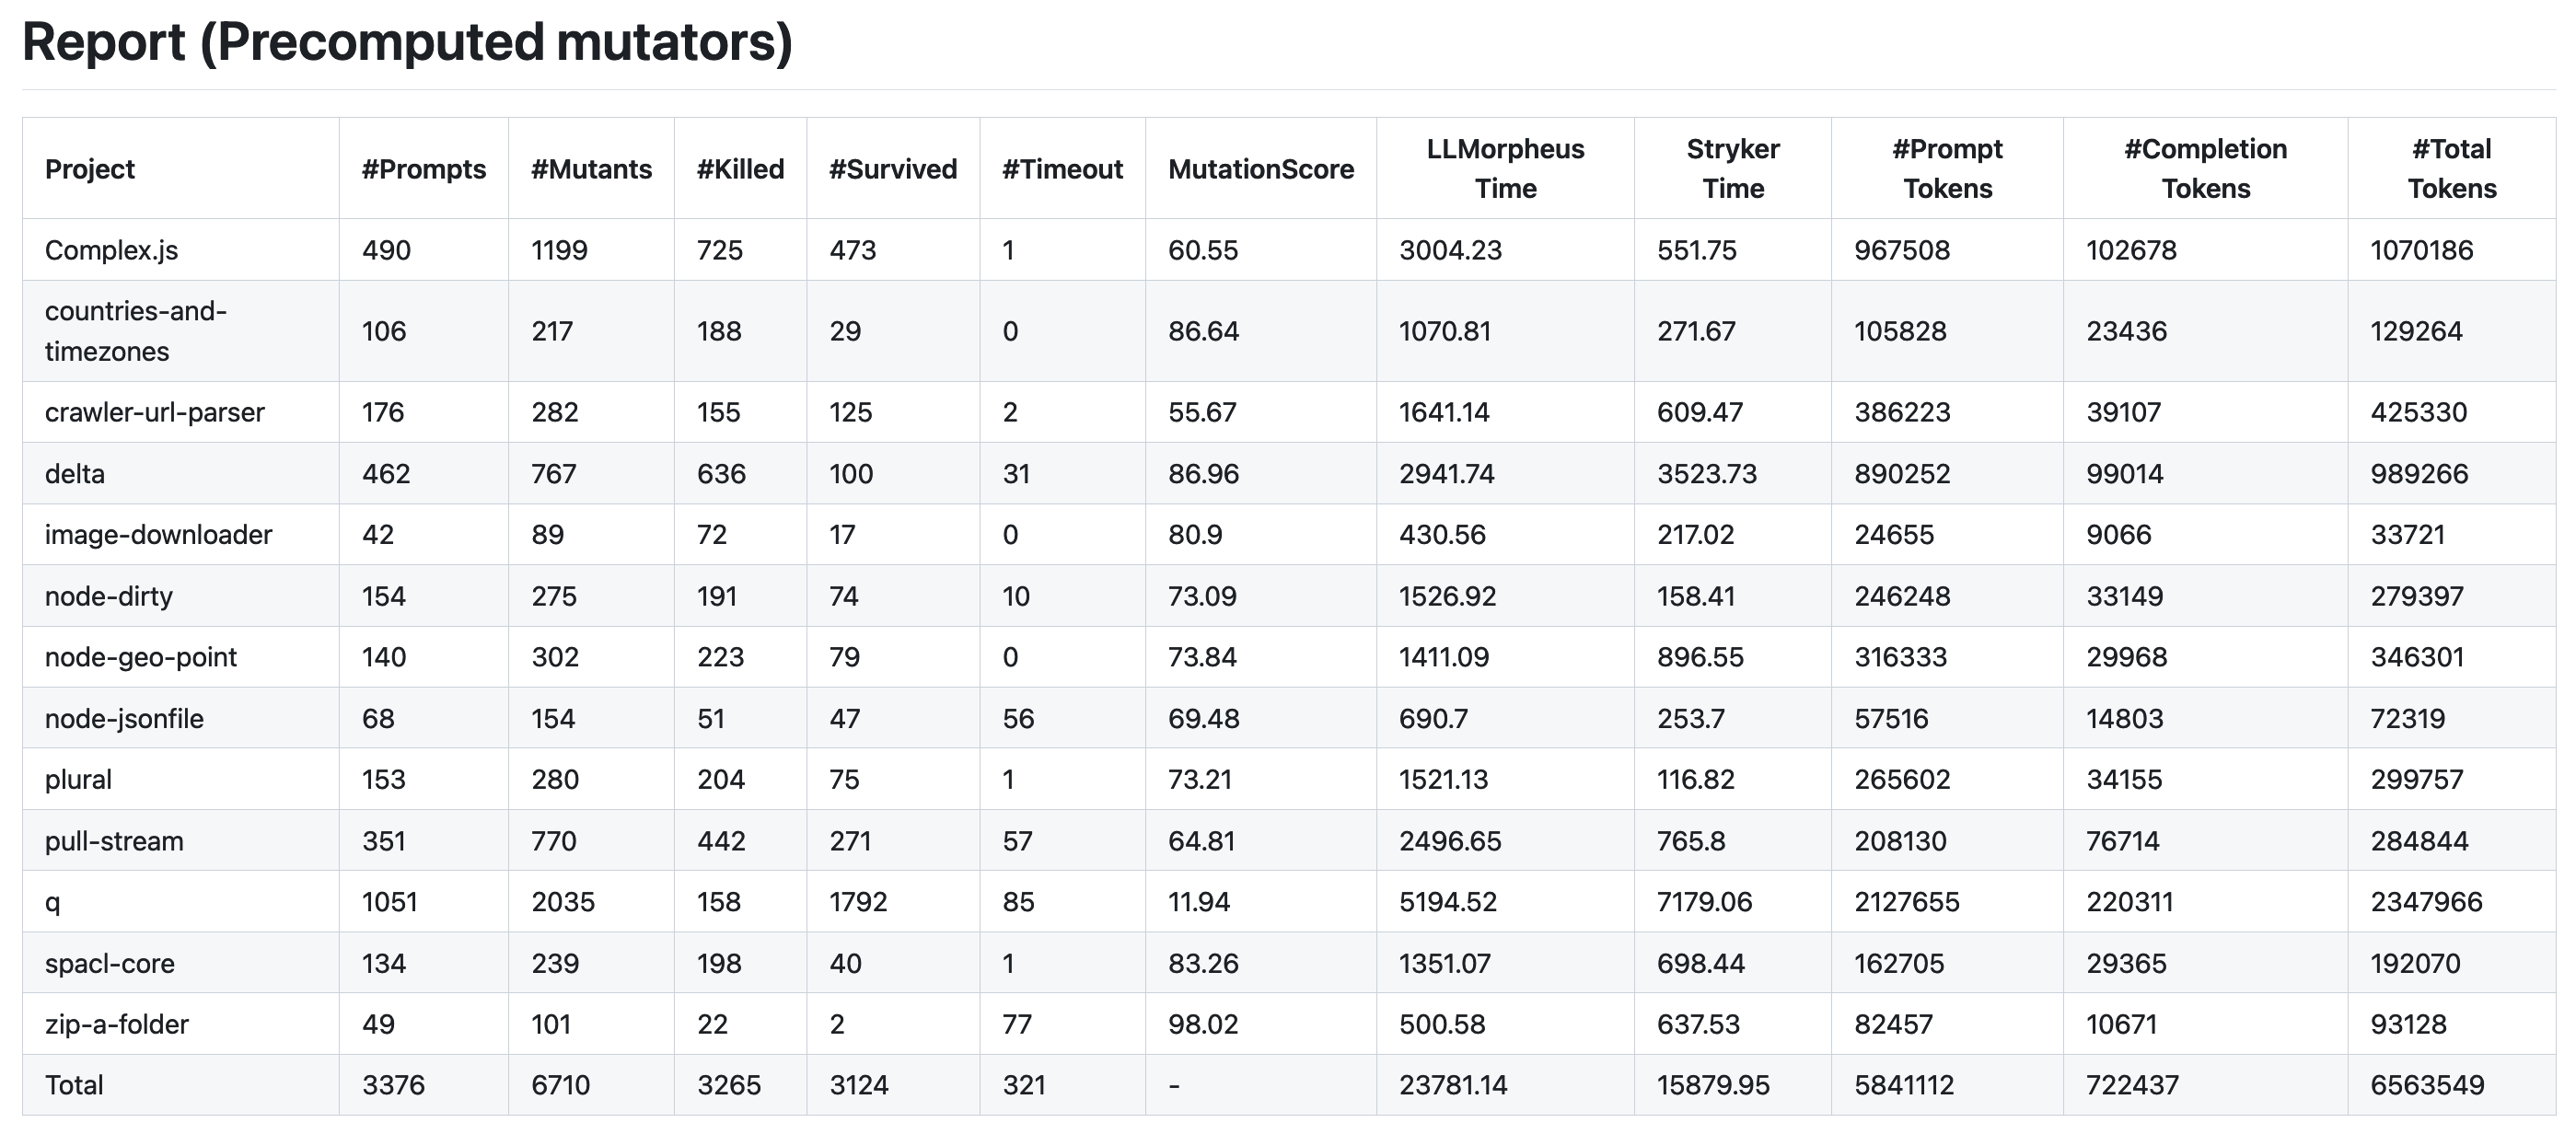 Report (Precomputed mutators)
Project #Prompts #Mutants #Killed #Survived #Timeout MutationScore LLMorpheus Time Stryker Time #Prompt Tokens #Completion Tokens #Total Tokens
Complex.js 490 1199 725 473 1 60.55 3004.23 551.75 967508 102678 1070186
countries-and-timezones 106 217 188 29 0 86.64 1070.81 271.67 105828 23436 129264
crawler-url-parser 176 282 155 125 2 55.67 1641.14 609.47 386223 39107 425330
delta 462 767 636 100 31 86.96 2941.74 3523.73 890252 99014 989266
image-downloader 42 89 72 17 0 80.9 430.56 217.02 24655 9066 33721
node-dirty 154 275 191 74 10 73.09 1526.92 158.41 246248 33149 279397
node-geo-point 140 302 223 79 0 73.84 1411.09 896.55 316333 29968 346301
node-jsonfile 68 154 51 47 56 69.48 690.7 253.7 57516 14803 72319
plural 153 280 204 75 1 73.21 1521.13 116.82 265602 34155 299757
pull-stream 351 770 442 271 57 64.81 2496.65 765.8 208130 76714 284844
q 1051 2035 158 1792 85 11.94 5194.52 7179.06 2127655 220311 2347966
spacl-core 134 239 198 40 1 83.26 1351.07 698.44 162705 29365 192070
zip-a-folder 49 101 22 2 77 98.02 500.58 637.53 82457 10671 93128
Total 3376 6710 3265 3124 321 - 23781.14 15879.95 5841112 722437 6563549